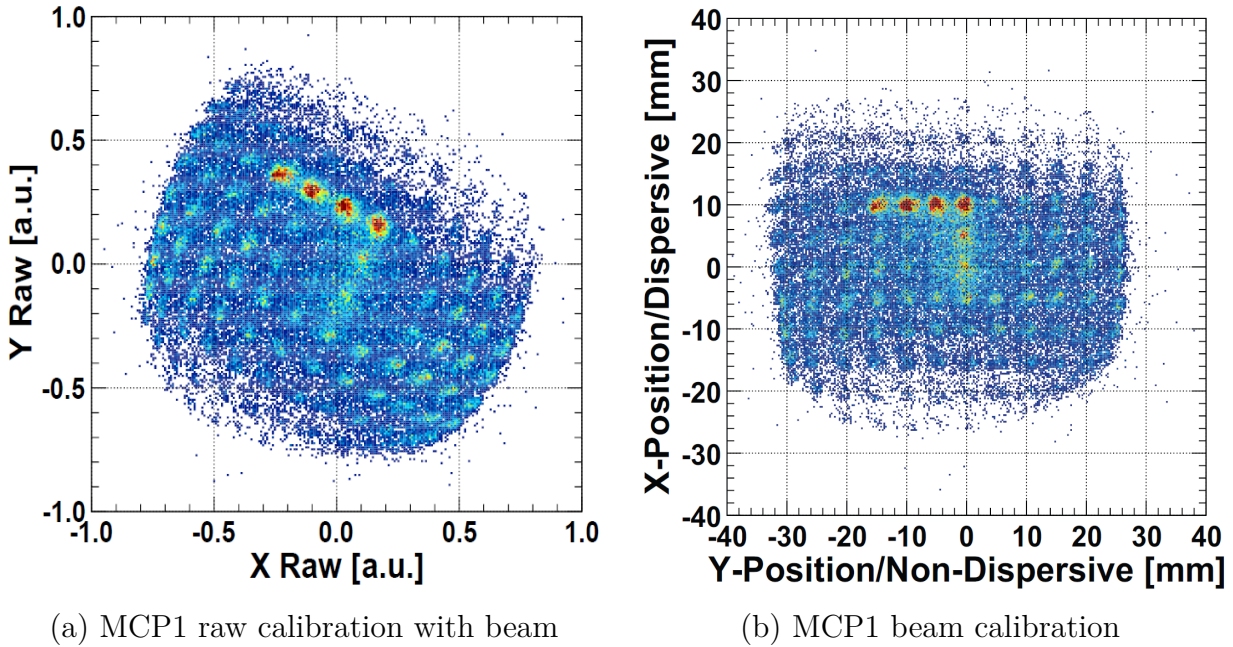 1.0
0.5
0.0
-0.5
-1.0
Y Raw [a.u.]
-1.0 -0.5 0.0 0.5 1.0
X Raw [a.u.]
(a) MCP1 raw calibration with beam
40
30
20
10
0
-10
-20
-30
-40
X-Position/Dispersive [mm]
-40 -30 -20 -10 0 10 20 30 40
Y-Position/Non-Dispersive [mm]
(b) MCP1 beam calibration